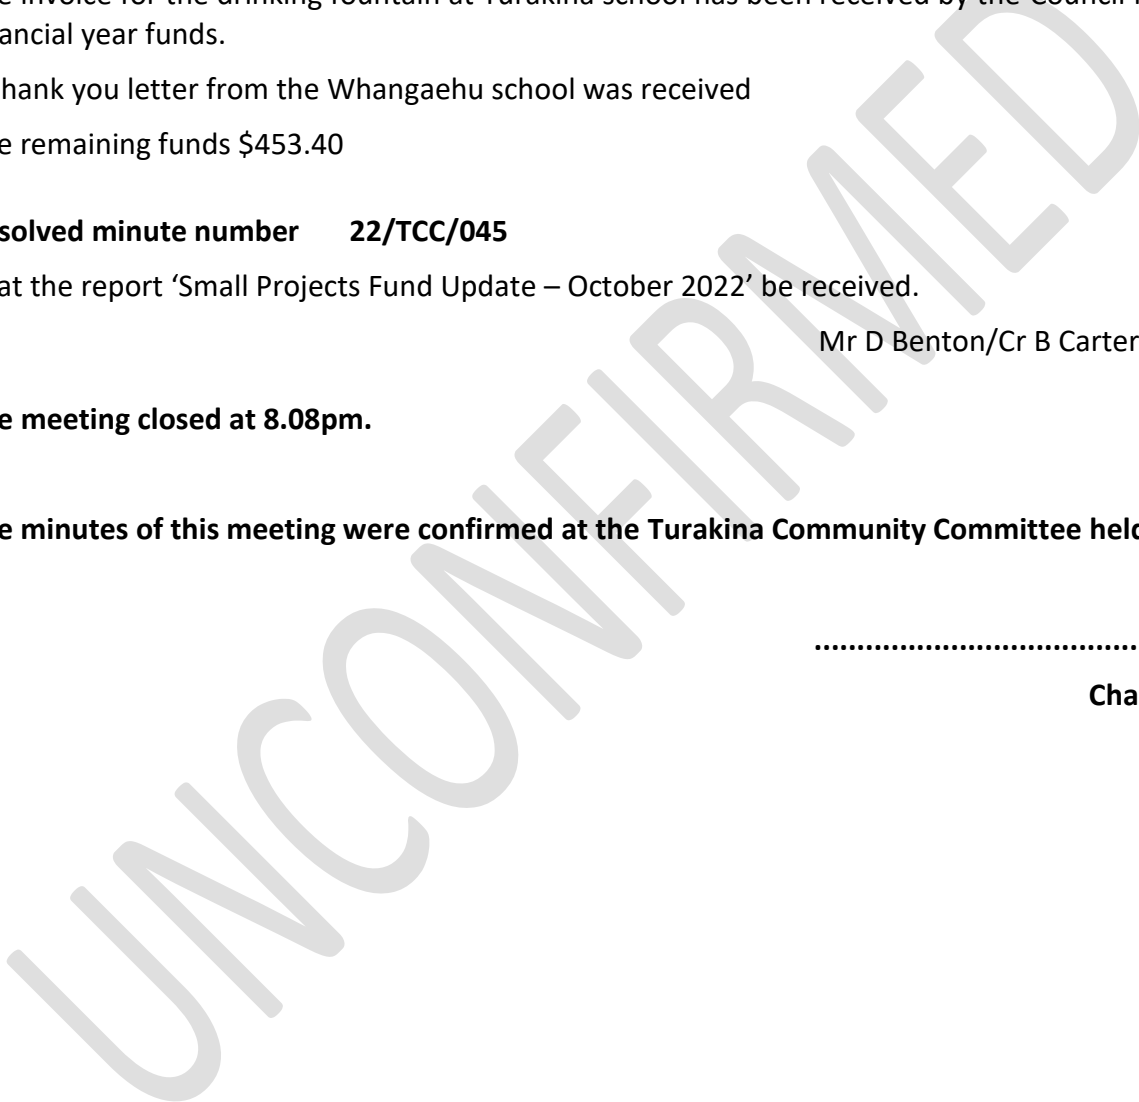 e invoice for the drinking fountain at Turakina school has been received by the Council
ancial year funds.
hank you letter from the Whangaehu school was received
e remaining funds $453.40
solved minute number 22/TCC/045
at the report ‘Small Projects Fund Update – October 2022’ be received.
Mr D Benton/Cr B Carter
e meeting closed at 8.08pm.
e minutes of this meeting were confirmed at the Turakina Community Committee held
......................................
Cha
UNCONFIRMED